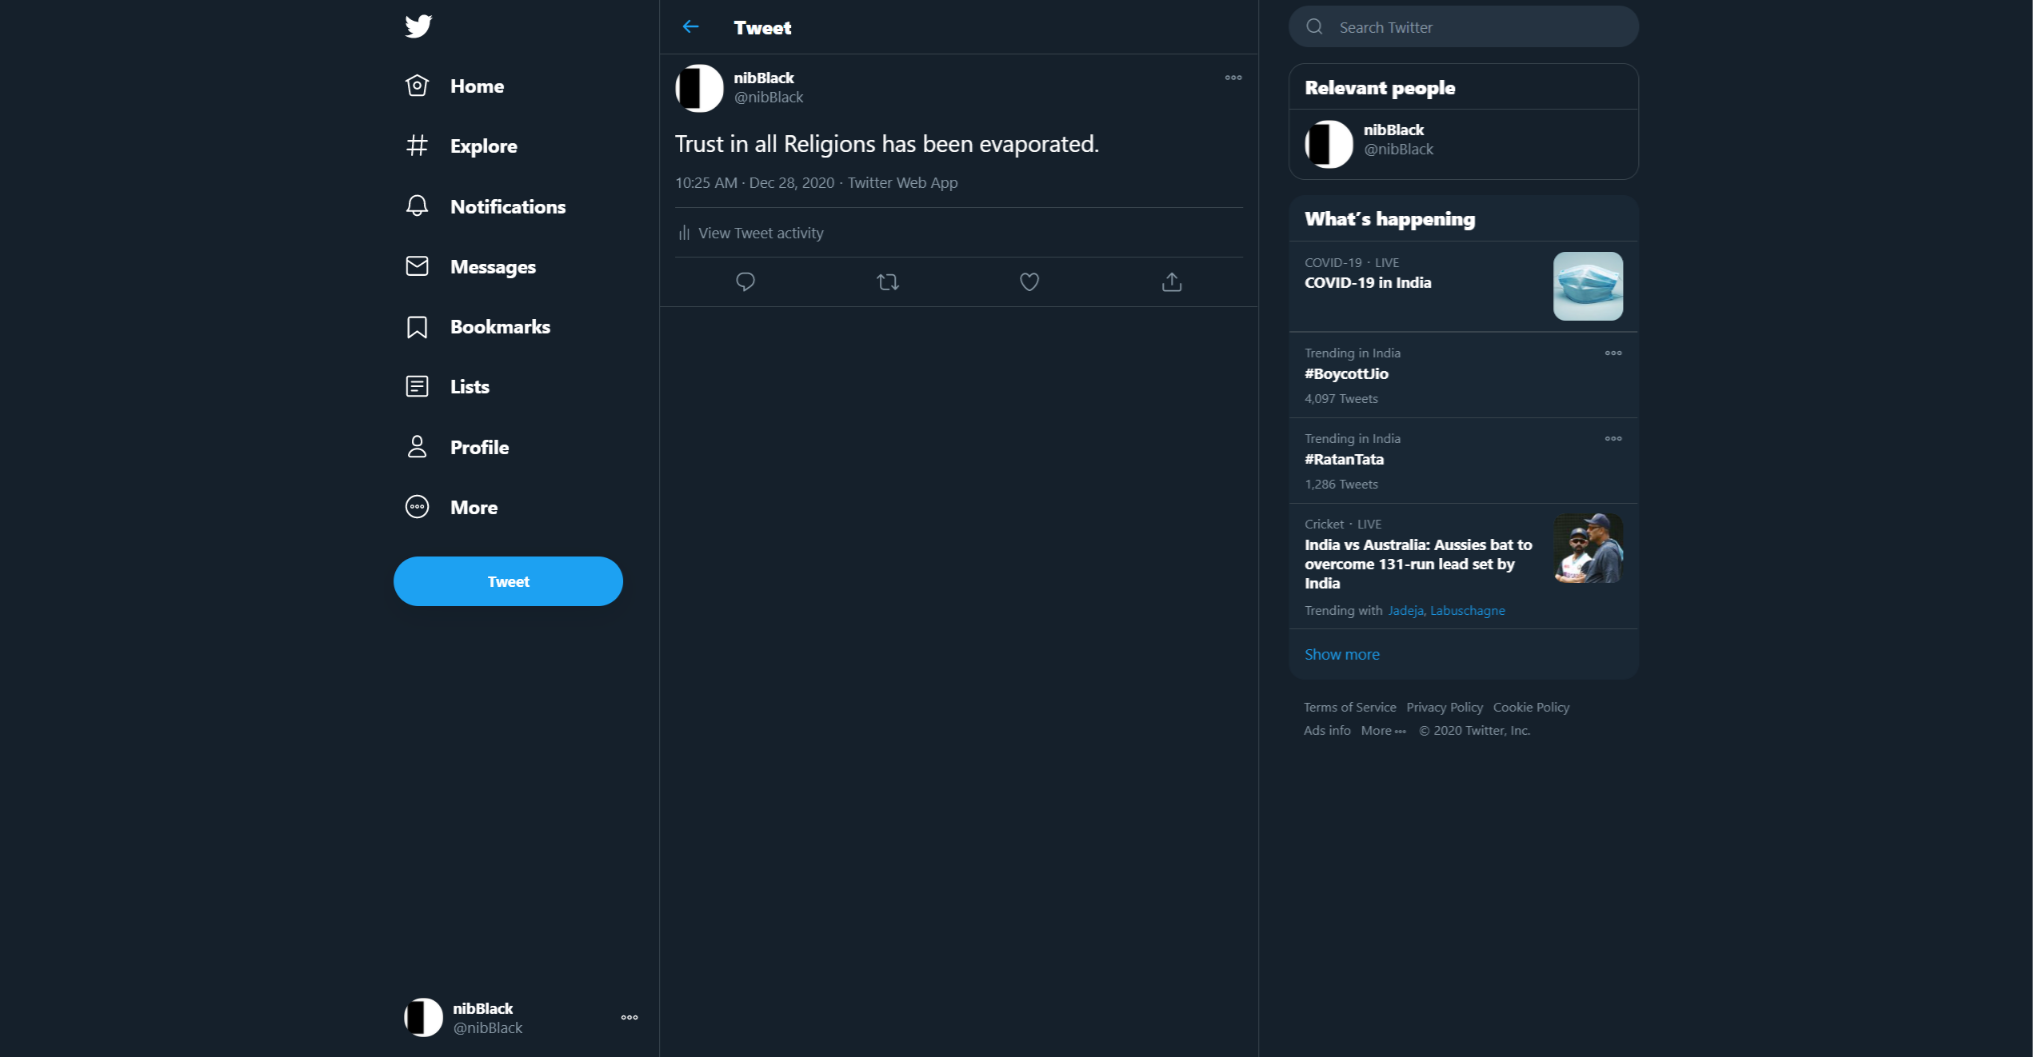 Home
Explore
Notifications
Messages
Bookmarks
Lists
Profile
More
Tweet
nibBlack
@nibBlack
Tweet
nibBlack
@nibBlack
Trust in all Religions has been evaporated.
10:25 AM · Dec 28, 2020 · Twitter Web App
View Tweet activity
Search Twitter
Relevant people
nibBlack
@nibBlack
What's happening
COVID-19 · LIVE
COVID-19 in India
Trending in India
#BoycottJio
4,097 Tweets
Trending in India
#RatanTata
1,286 Tweets
Cricket · LIVE
India vs Australia: Aussies bat to
overcome 131-run lead set by
India
Trending with Jadeja, Labuschagne
Show more
Terms of Service Privacy Policy Cookie Policy
Ads info More ··· © 2020 Twitter, Inc.